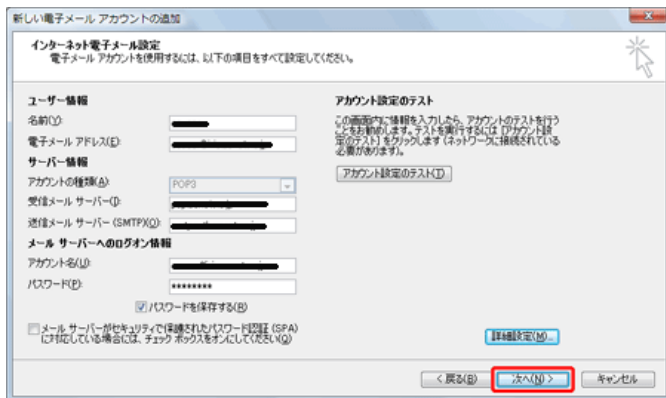 新しい電子メール アカウントの追加
インターネット電子メール設定
電子メール アカウントを使用するには、以下の項目をすべて設定してください。
ユーザー情報
名前(Y):
電子メール アドレス(E):
サーバー情報
アカウントの種類(A):
POP3
受信メール サーバー(I):
送信メール サーバー (SMTP)(O):
メール サーバーへのログオン情報
アカウント名(U):
パスワード(P):
********
パスワードを保存する(R)
メール サーバーがセキュリティで保護されたパスワード認証 (SPA)
に対応している場合には、チェック ボックスをオンにしてください(Q)
アカウント設定のテスト
この画面内に情報を入力したら、アカウントのテストを行う
ことをお勧めします。テストを実行するには [アカウント設
定のテスト] をクリックします (ネットワークに接続されている
必要があります)。
アカウント設定のテスト(T)...
詳細設定(M)...
< 戻る(B)
次へ(N) >
キャンセル